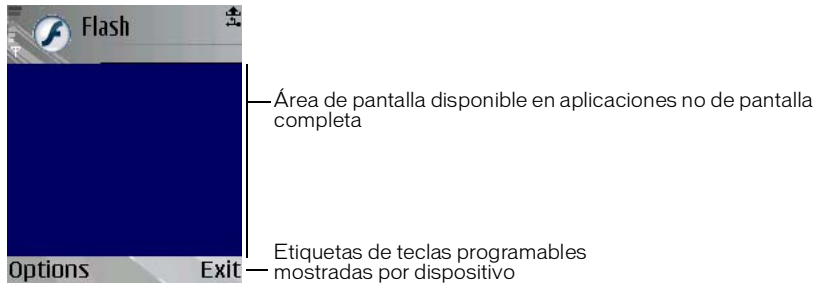 Flash
Área de pantalla disponible en aplicaciones no de pantalla
completa
Etiquetas de teclas programables
mostradas por dispositivo
Options Exit